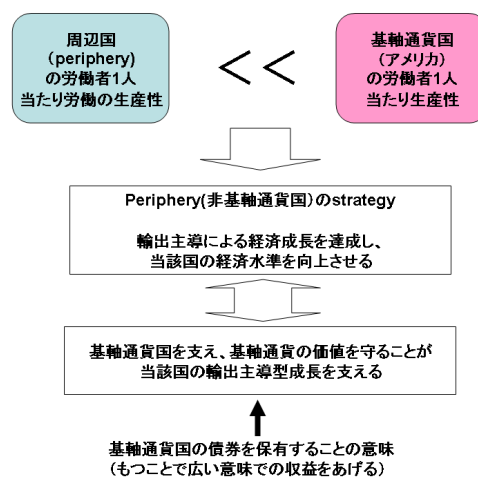 周辺国
(periphery)
の労働者1人
当たり労働の生産性
<<
基軸通貨国
(アメリカ)
の労働者1人
当たり生産性
Periphery(非基軸通貨国)のstrategy
輸出主導による経済成長を達成し、
当該国の経済水準を向上させる
基軸通貨国を支え、基軸通貨の価値を守ることが
当該国の輸出主導型成長を支える
基軸通貨国の債券を保有することの意味
(もつことで広い意味での収益をあげる)